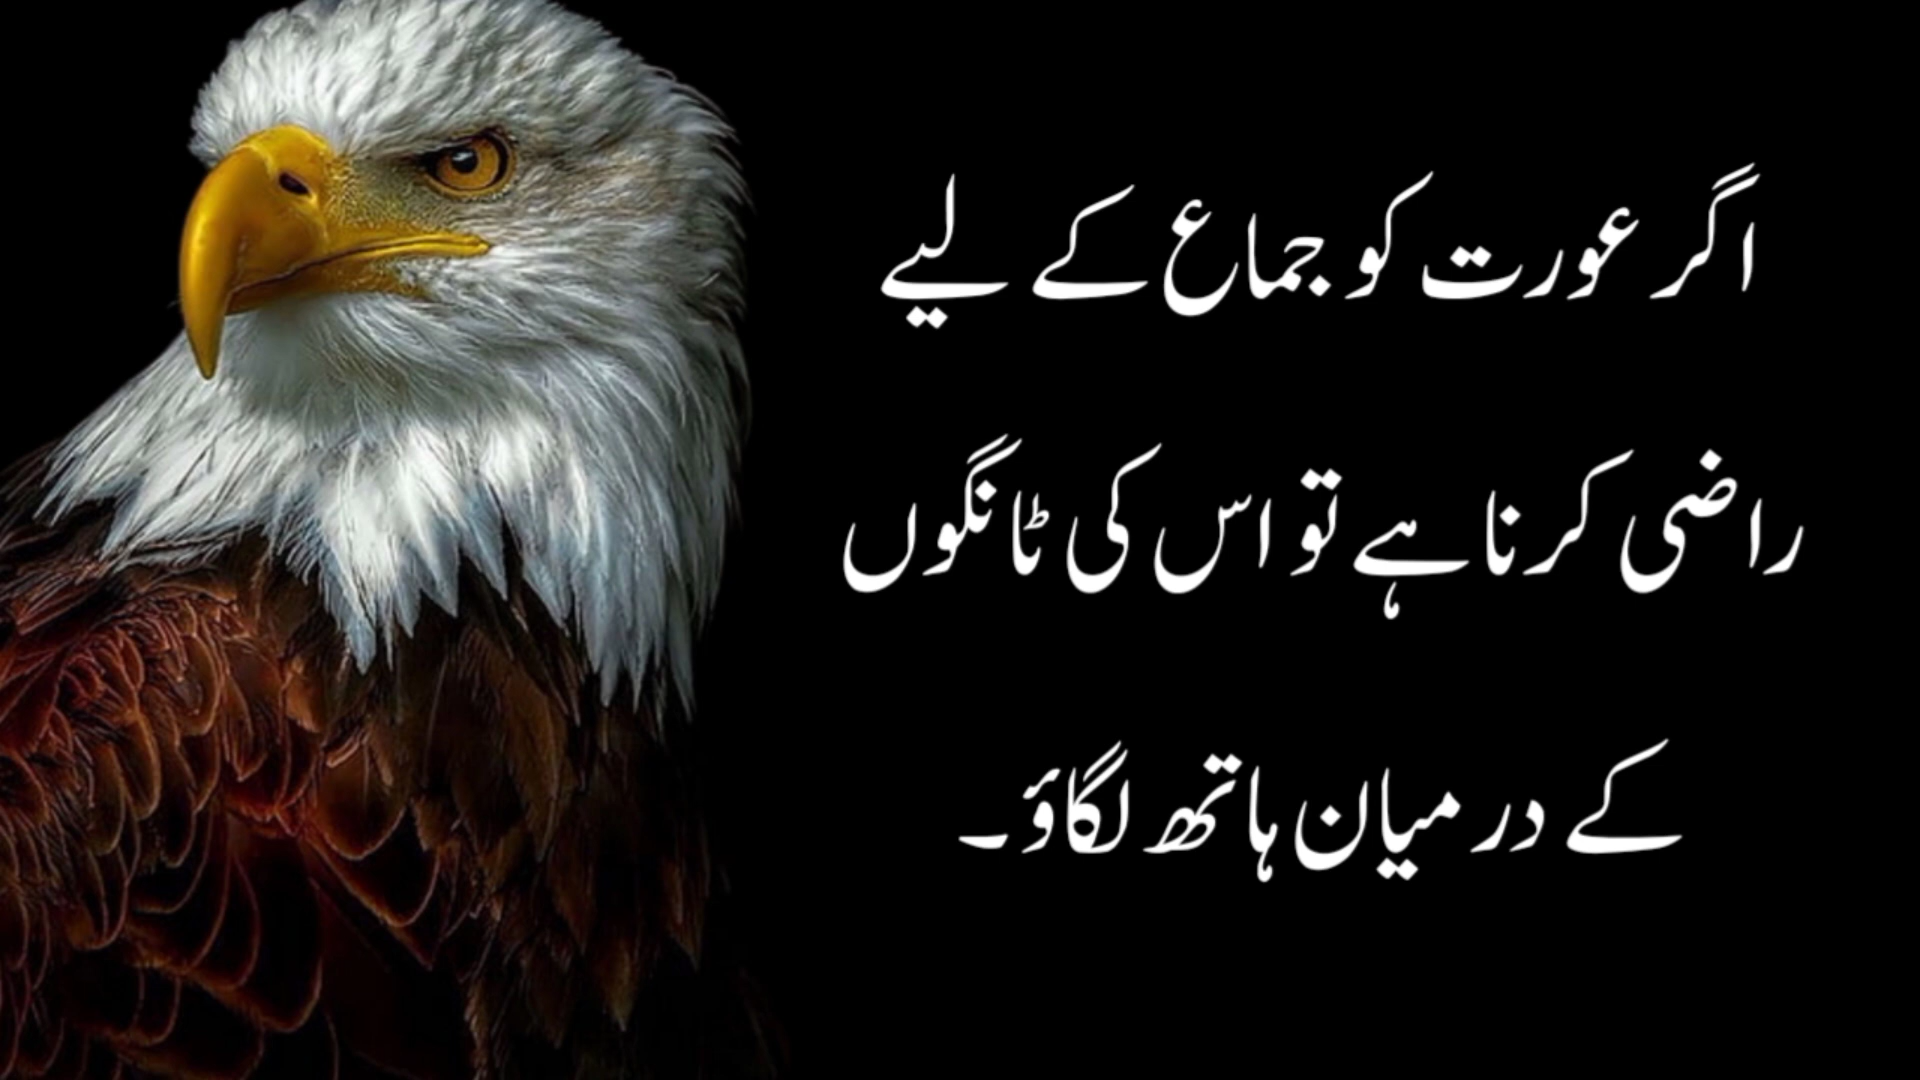 اگر عورت کو جماع کے لیے
راضی کرنا ہے تو اس کی ٹانگوں
کے درمیان ہاتھ لگاؤ۔